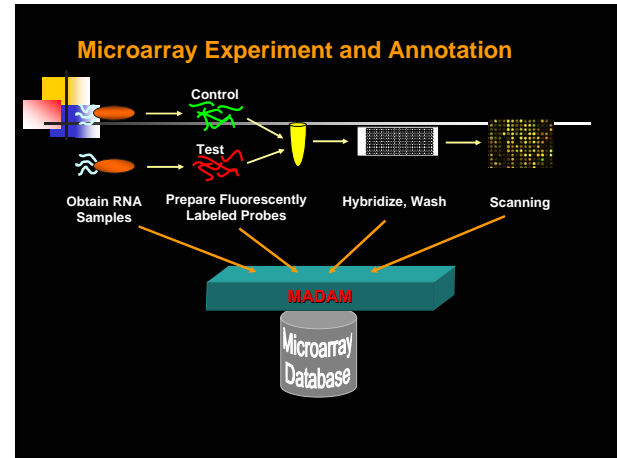 Microarray Experiment and Annotation
Control
Test
Obtain RNA
Samples
Prepare Fluorescently
Labeled Probes
Hybridize, Wash
Scanning
MADAM
Microarray
Database